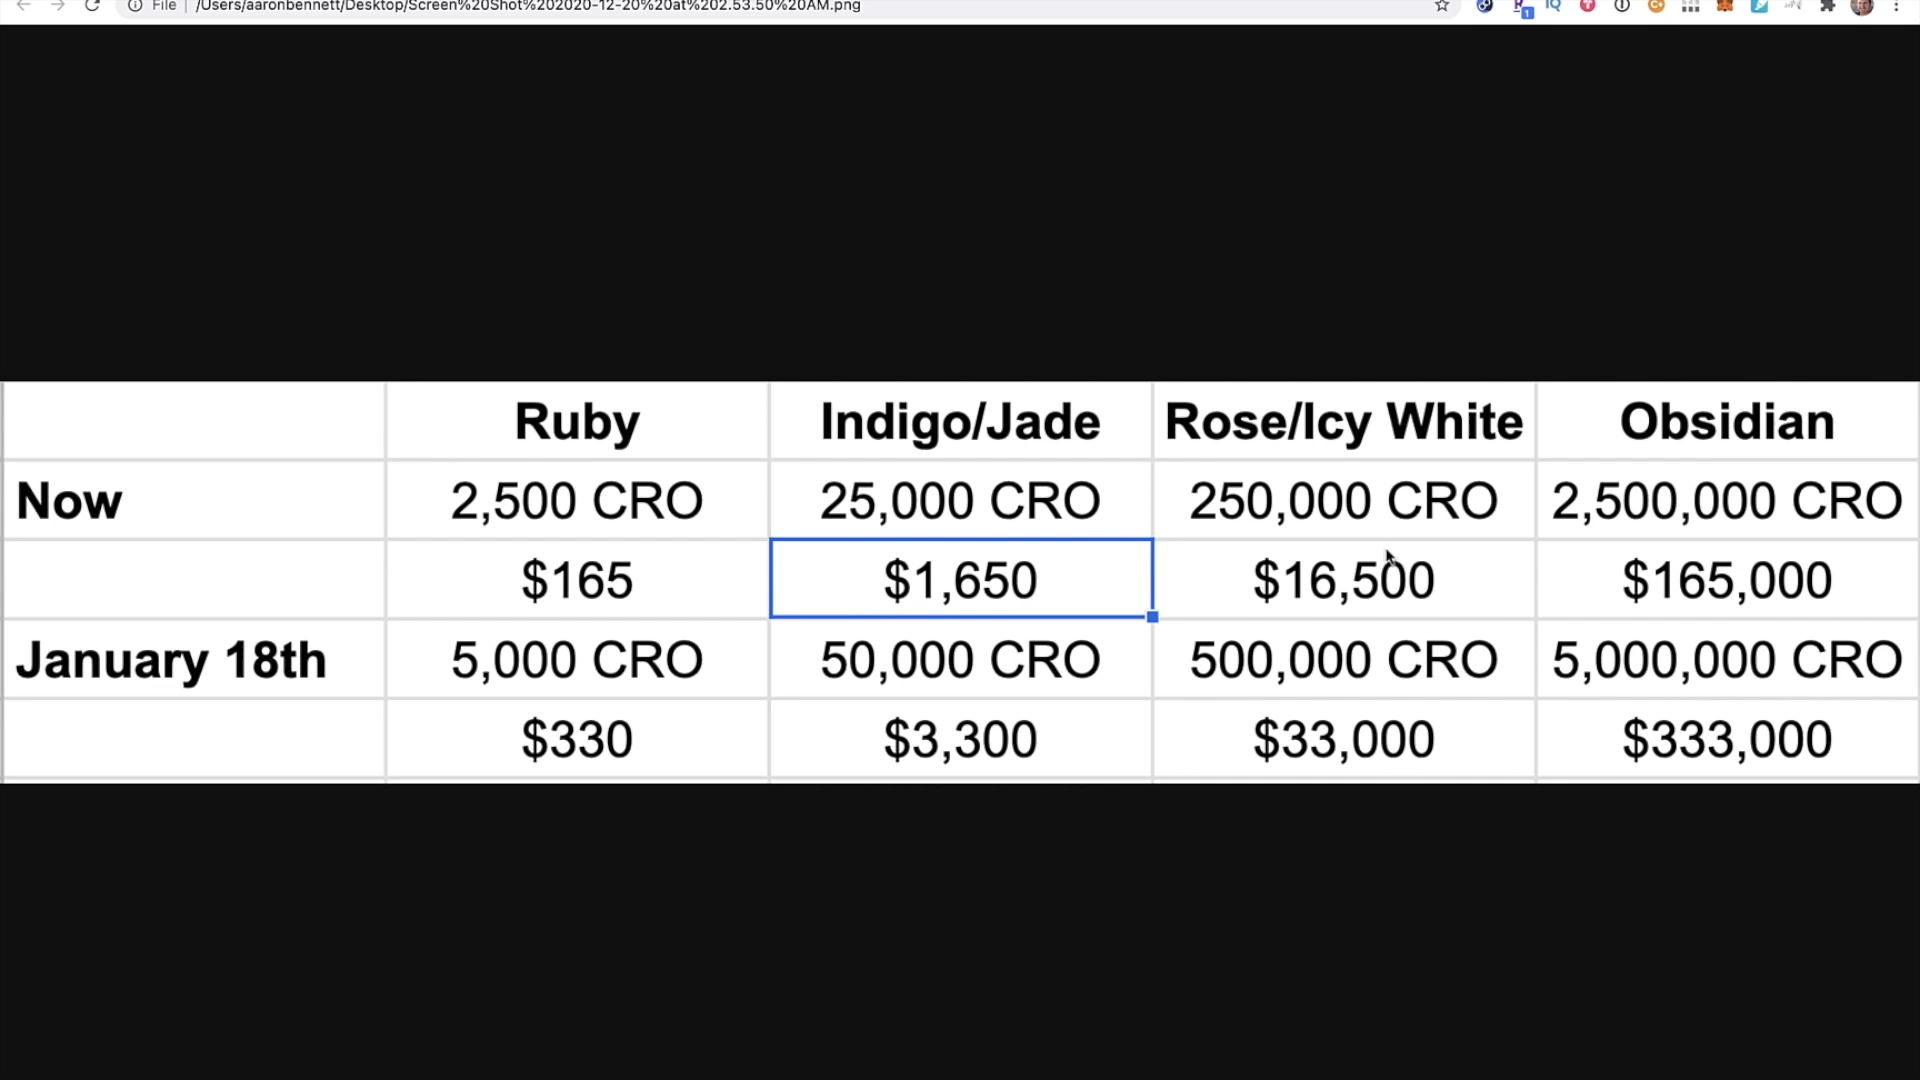 File | /Users/aaronbennett/Desktop/Screen%20Shot%202020-12-20%20at%202.53.50%20AM.png
Ruby Indigo/Jade Rose/Icy White Obsidian
Now 2,500 CRO 25,000 CRO 250,000 CRO 2,500,000 CRO
$165 $1,650 $16,500 $165,000
January 18th 5,000 CRO 50,000 CRO 500,000 CRO 5,000,000 CRO
$330 $3,300 $33,000 $333,000